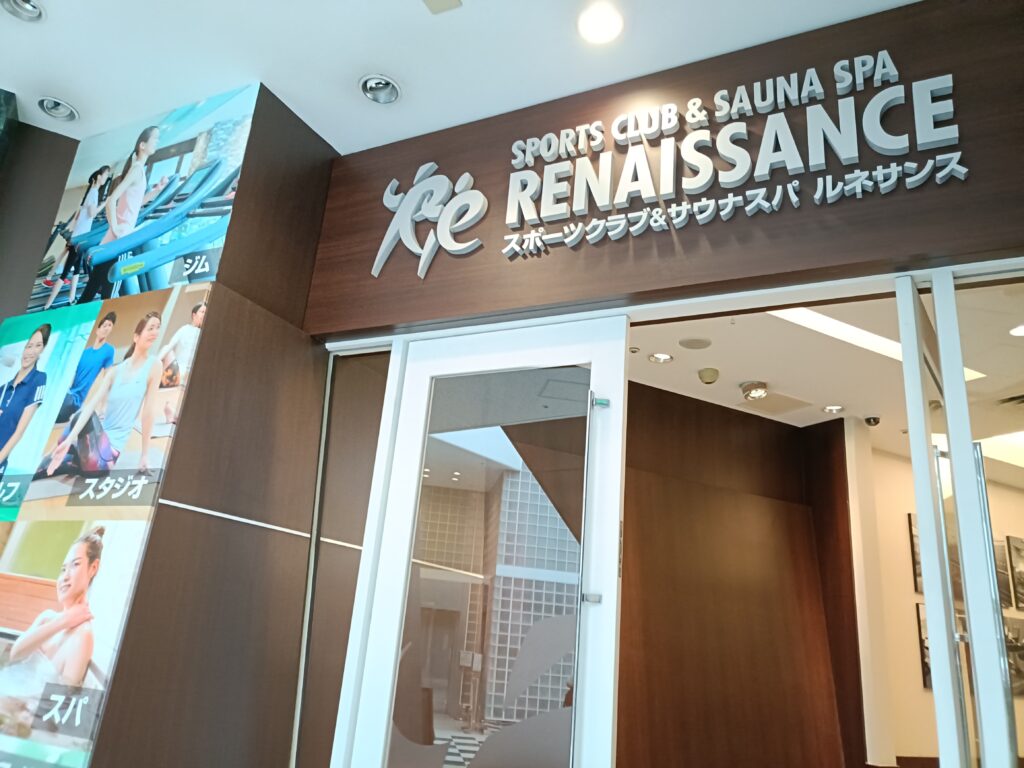 SPORTS CLUB & SAUNA SPA
RENAISSANCE
スポーツクラブ&サウナスパ ルネサンス
ジム
スタジオ
スパ